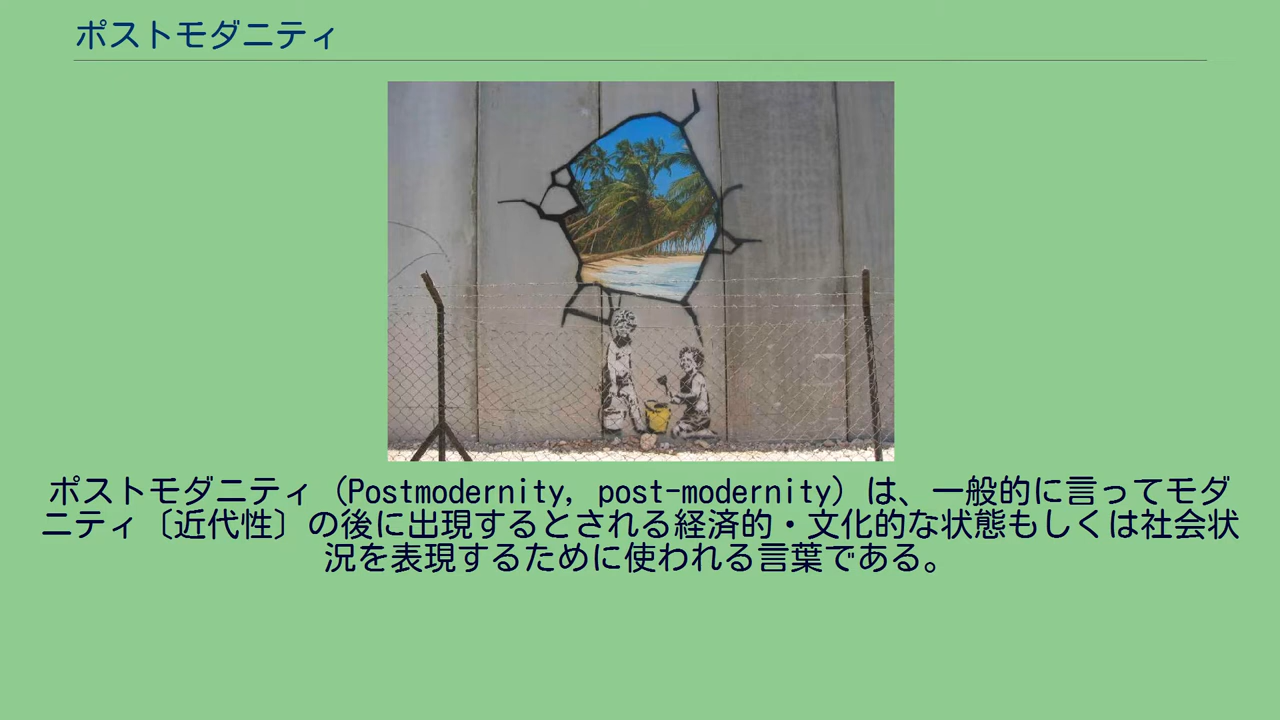 ポストモダニティ
ポストモダニティ（Postmodernity, post-modernity）は、一般的に言ってモダ
ニティ〔近代性〕の後に出現するとされる経済的・文化的な状態もしくは社会状
況を表現するために使われる言葉である。